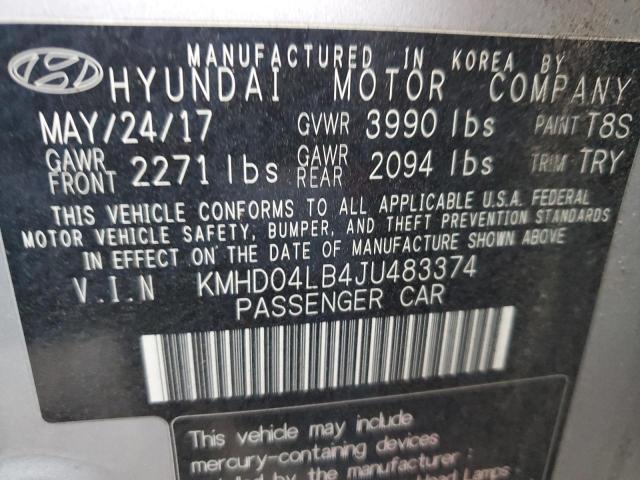 MANUFACTURED IN KOREA BY
HYUNDAI MOTOR COMPANY
MAY/24/17 GVWR 3990 lbs PAINT T8S
GAWR FRONT 2271 lbs GAWR REAR 2094 lbs TRIM TRY
THIS VEHICLE CONFORMS TO ALL APPLICABLE U.S.A. FEDERAL
MOTOR VEHICLE SAFETY, BUMPER, AND THEFT PREVENTION STANDARDS
IN EFFECT ON THE DATE OF MANUFACTURE SHOWN ABOVE
V.I.N KMHD04LB4JU483374
PASSENGER CAR
This vehicle may include
mercury-containing devices
by the manufacturer :
Head Lamps